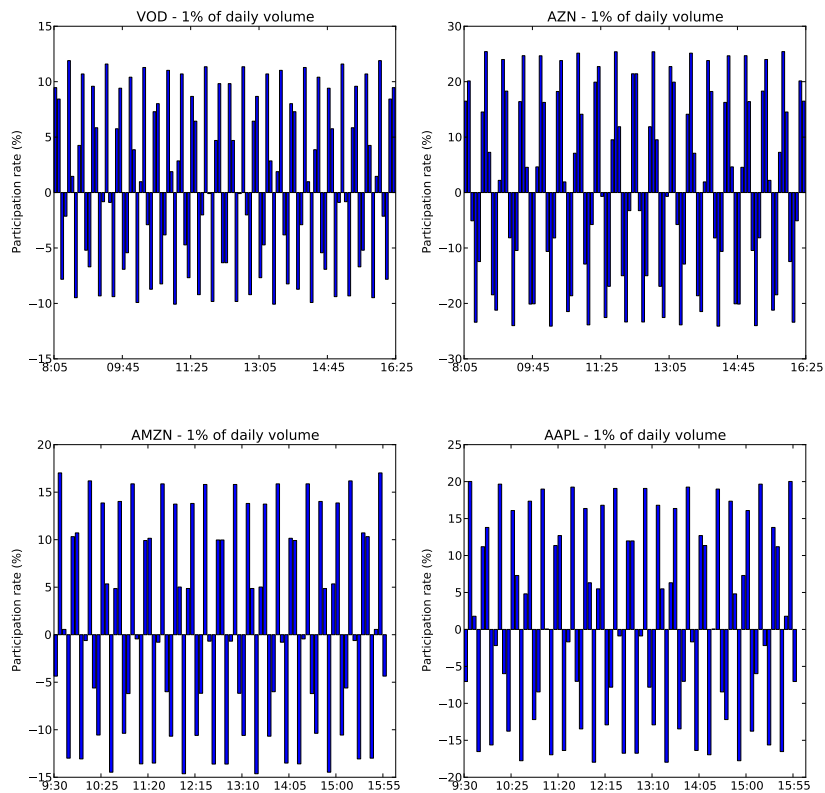 VOD - 1% of daily volume
15
10
5
0
−5
−10
−15
Participation rate (%)
8:05 09:45 11:25 13:05 14:45 16:25
AZN - 1% of daily volume
30
20
10
0
−10
−20
−30
Participation rate (%)
8:05 09:45 11:25 13:05 14:45 16:25
AMZN - 1% of daily volume
20
15
10
5
0
−5
−10
−15
Participation rate (%)
9:30 10:25 11:20 12:15 13:10 14:05 15:00 15:55
AAPL - 1% of daily volume
25
20
15
10
5
0
−5
−10
−15
−20
Participation rate (%)
9:30 10:25 11:20 12:15 13:10 14:05 15:00 15:55